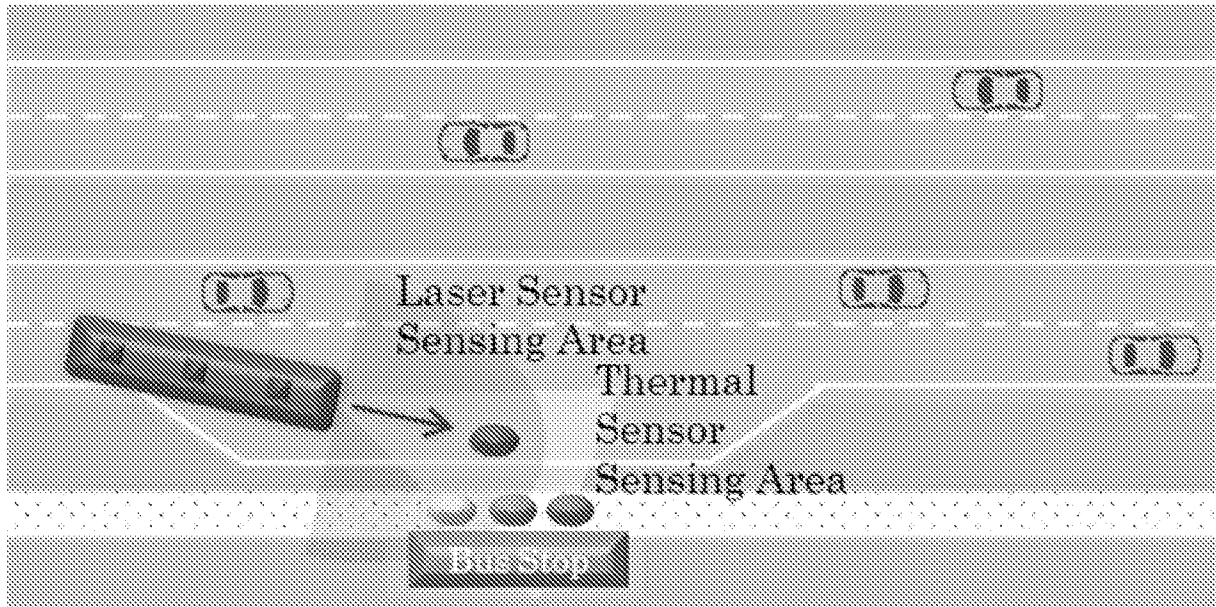 Laser Sensor
Sensing Area
Thermal
Sensor
Sensing Area
Bus Stop